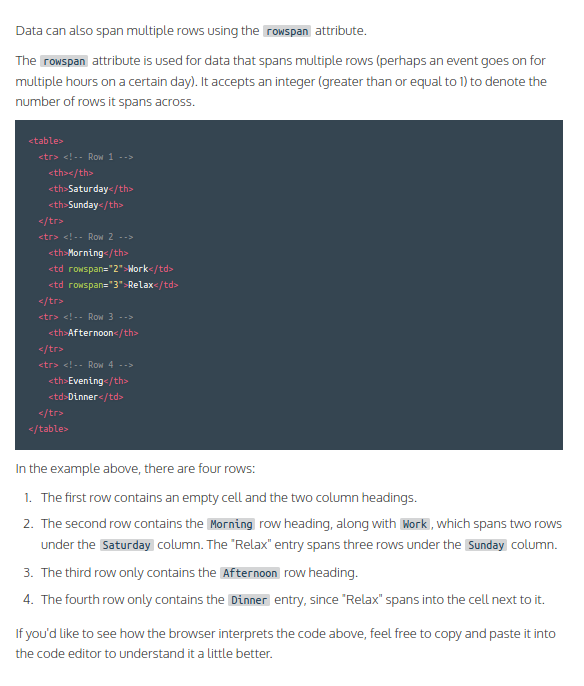 Data can also span multiple rows using the rowspan attribute.
The rowspan attribute is used for data that spans multiple rows (perhaps an event goes on for
multiple hours on a certain day). It accepts an integer (greater than or equal to 1) to denote the
number of rows it spans across.
<table>
  <tr> <!-- Row 1 -->
    <th></th>
    <th>Saturday</th>
    <th>Sunday</th>
  </tr>
  <tr> <!-- Row 2 -->
    <th>Morning</th>
    <td rowspan="2">Work</td>
    <td rowspan="3">Relax</td>
  </tr>
  <tr> <!-- Row 3 -->
    <th>Afternoon</th>
  </tr>
  <tr> <!-- Row 4 -->
    <th>Evening</th>
    <td>Dinner</td>
  </tr>
</table>
In the example above, there are four rows:
1. The first row contains an empty cell and the two column headings.
2. The second row contains the Morning row heading, along with Work, which spans two rows
under the Saturday column. The "Relax" entry spans three rows under the Sunday column.
3. The third row only contains the Afternoon row heading.
4. The fourth row only contains the Dinner entry, since "Relax" spans into the cell next to it.
If you'd like to see how the browser interprets the code above, feel free to copy and paste it into
the code editor to understand it a little better.